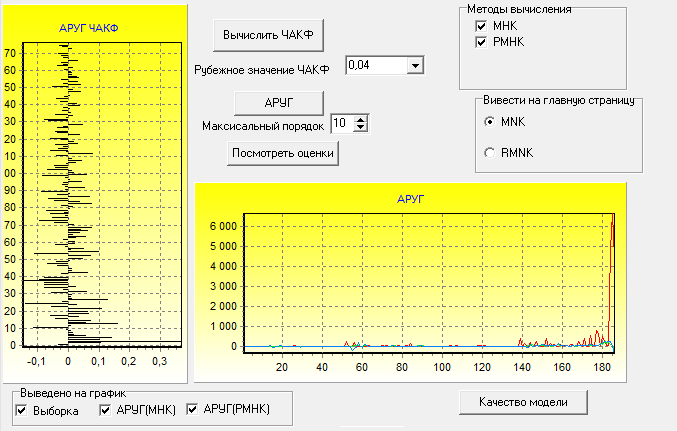 АРУГ ЧАКФ
70
60
50
40
30
20
10
00
90
80
70
60
50
40
30
20
10
0
-0,1 0 0,1 0,2 0,3
Вычислить ЧАКФ
Рубежное значение ЧАКФ 0,04
АРУГ
Максисальный порядок 10
Посмотреть оценки
Методы вычисления
МНК
РМНК
Вивести на главную страницу
MNK
RMNK
АРУГ
6 000
5 000
4 000
3 000
2 000
1 000
0
20 40 60 80 100 120 140 160 180
Выведено на график
Выборка АРУГ(МНК) АРУГ(РМНК)
Качество модели